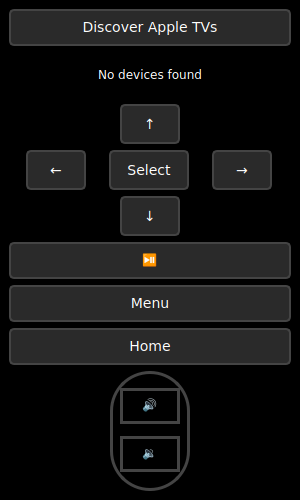 Discover Apple TVs
No devices found
↑
← Select →
↓
⏯
Menu
Home
🔊
🔉